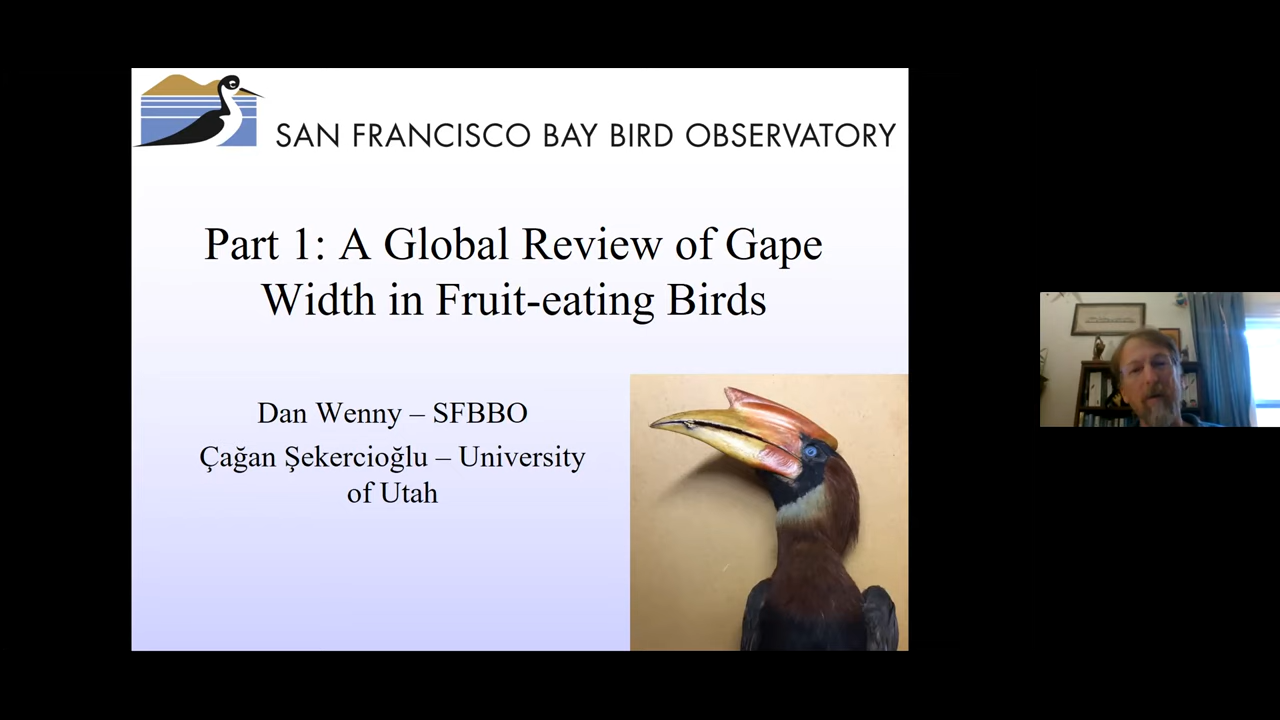 SAN FRANCISCO BAY BIRD OBSERVATORY
Part 1: A Global Review of Gape
Width in Fruit-eating Birds
Dan Wenny – SFBBO
Çağan Şekercioğlu – University
of Utah